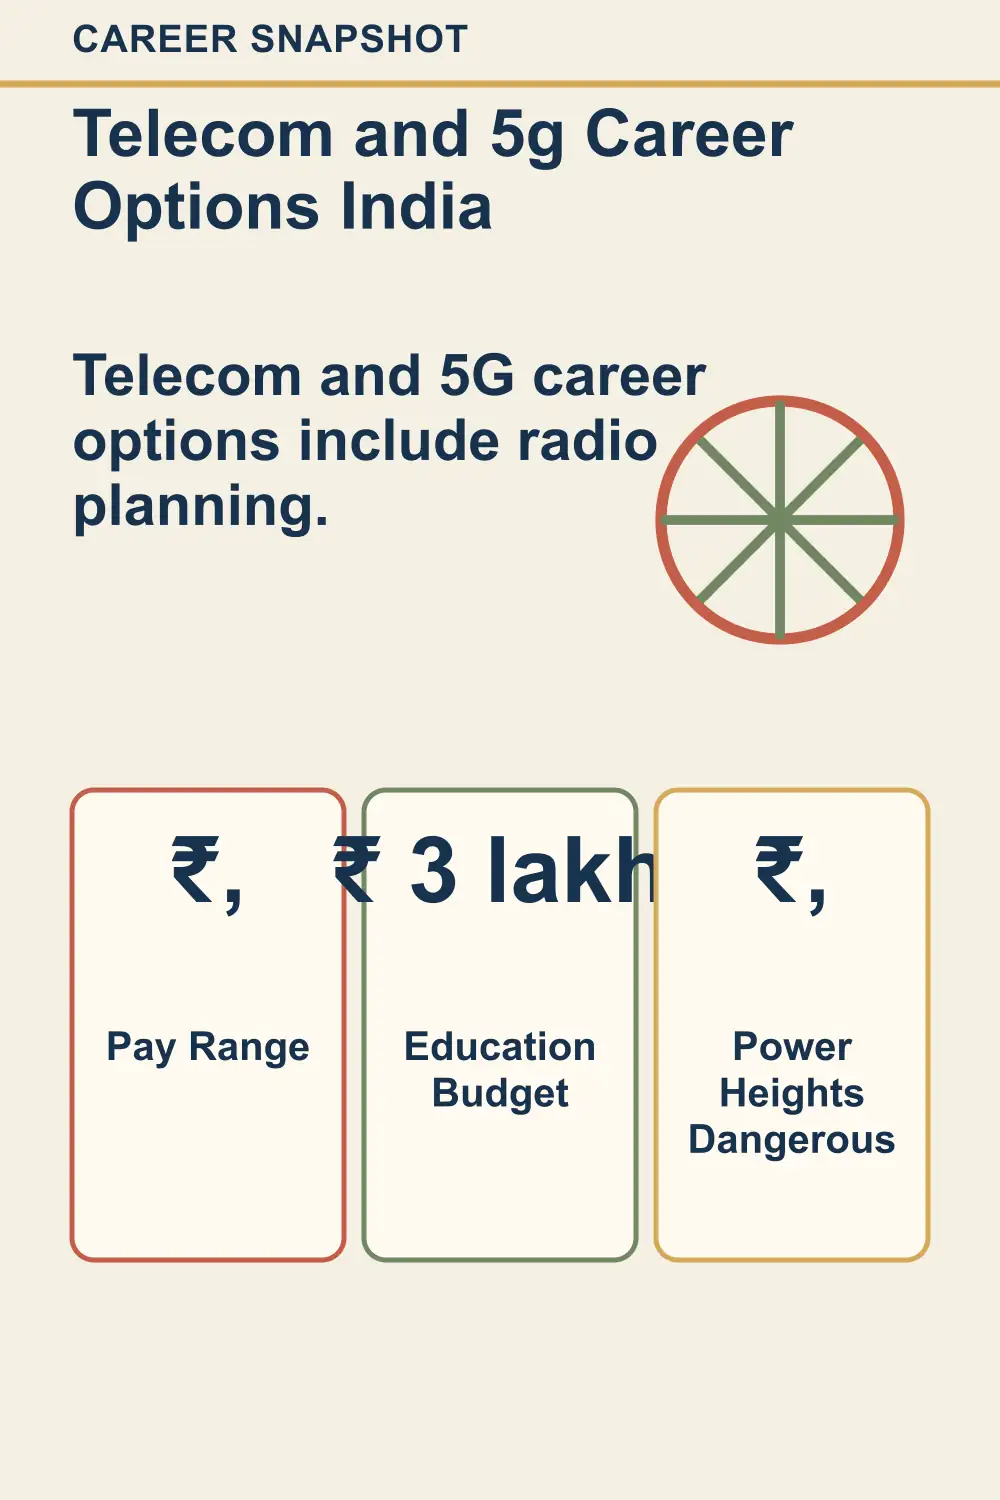 CAREER SNAPSHOT
Telecom and 5g Career
Options India
Telecom and 5G career
options include radio
planning.
₹,
₹ 3 lakh
₹,
Pay Range
Education
Budget
Power
Heights
Dangerous